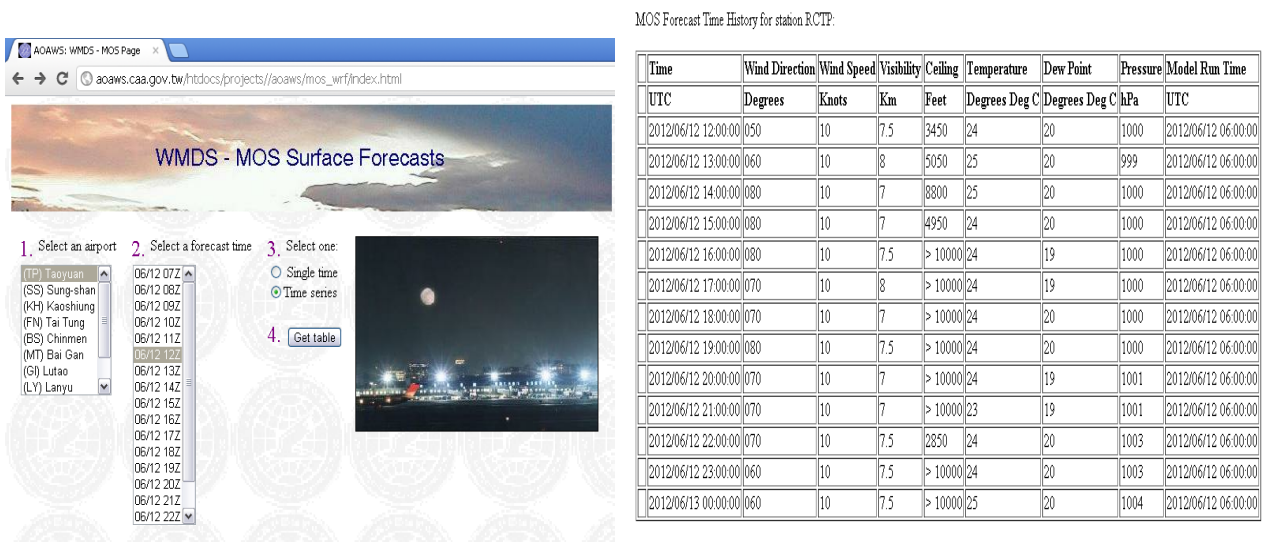 AOAWS: WMDS - MOS Page
aoaws.caa.gov.tw/htdocs/projects//aoaws/mos_wrf/index.html
WMDS - MOS Surface Forecasts
1. Select an airport
(TP) Taoyuan
(SS) Sung-shan
(KH) Kaoshiung
(FN) Tai Tung
(BS) Chinmen
(MT) Bai Gan
(GI) Lutao
(LY) Lanyu
2. Select a forecast time
06/12 07Z
06/12 08Z
06/12 09Z
06/12 10Z
06/12 11Z
06/12 12Z
06/12 13Z
06/12 14Z
06/12 15Z
06/12 16Z
06/12 17Z
06/12 18Z
06/12 19Z
06/12 20Z
06/12 21Z
06/12 22Z
3. Select one:
Single time
Time series
4. Get table
MOS Forecast Time History for station RCTP:
Time Wind Direction Wind Speed Visibility Ceiling Temperature Dew Point Pressure Model Run Time
UTC Degrees Knots Km Feet Degrees Deg C Degrees Deg C hPa UTC
2012/06/12 12:00:00 050 10 7.5 3450 24 20 1000 2012/06/12 06:00:00
2012/06/12 13:00:00 060 10 8 5050 25 20 999 2012/06/12 06:00:00
2012/06/12 14:00:00 080 10 7 8800 25 20 1000 2012/06/12 06:00:00
2012/06/12 15:00:00 080 10 7 4950 24 20 1000 2012/06/12 06:00:00
2012/06/12 16:00:00 080 10 7.5 > 10000 24 19 1000 2012/06/12 06:00:00
2012/06/12 17:00:00 070 10 8 > 10000 24 19 1000 2012/06/12 06:00:00
2012/06/12 18:00:00 070 10 7 > 10000 24 20 1000 2012/06/12 06:00:00
2012/06/12 19:00:00 080 10 7.5 > 10000 24 20 1000 2012/06/12 06:00:00
2012/06/12 20:00:00 070 10 7 > 10000 24 19 1001 2012/06/12 06:00:00
2012/06/12 21:00:00 070 10 7 > 10000 23 19 1001 2012/06/12 06:00:00
2012/06/12 22:00:00 070 10 7.5 2850 24 20 1003 2012/06/12 06:00:00
2012/06/12 23:00:00 060 10 7.5 > 10000 24 20 1003 2012/06/12 06:00:00
2012/06/13 00:00:00 060 10 7.5 > 10000 25 20 1004 2012/06/12 06:00:00